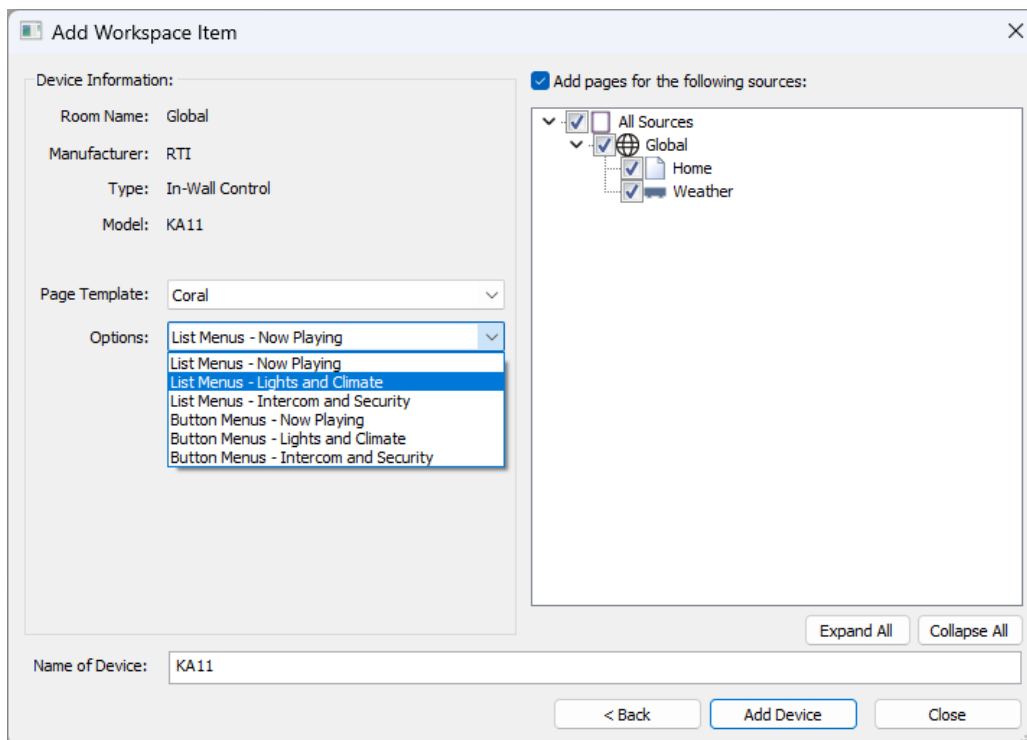 Add Workspace Item
Device Information:
Room Name: Global
Manufacturer: RTI
Type: In-Wall Control
Model: KA11
Page Template: Coral
Options: List Menus - Now Playing
List Menus - Now Playing
List Menus - Lights and Climate
List Menus - Intercom and Security
Button Menus - Now Playing
Button Menus - Lights and Climate
Button Menus - Intercom and Security
Add pages for the following sources:
All Sources
Global
Home
Weather
Expand All
Collapse All
Name of Device: KA11
< Back
Add Device
Close